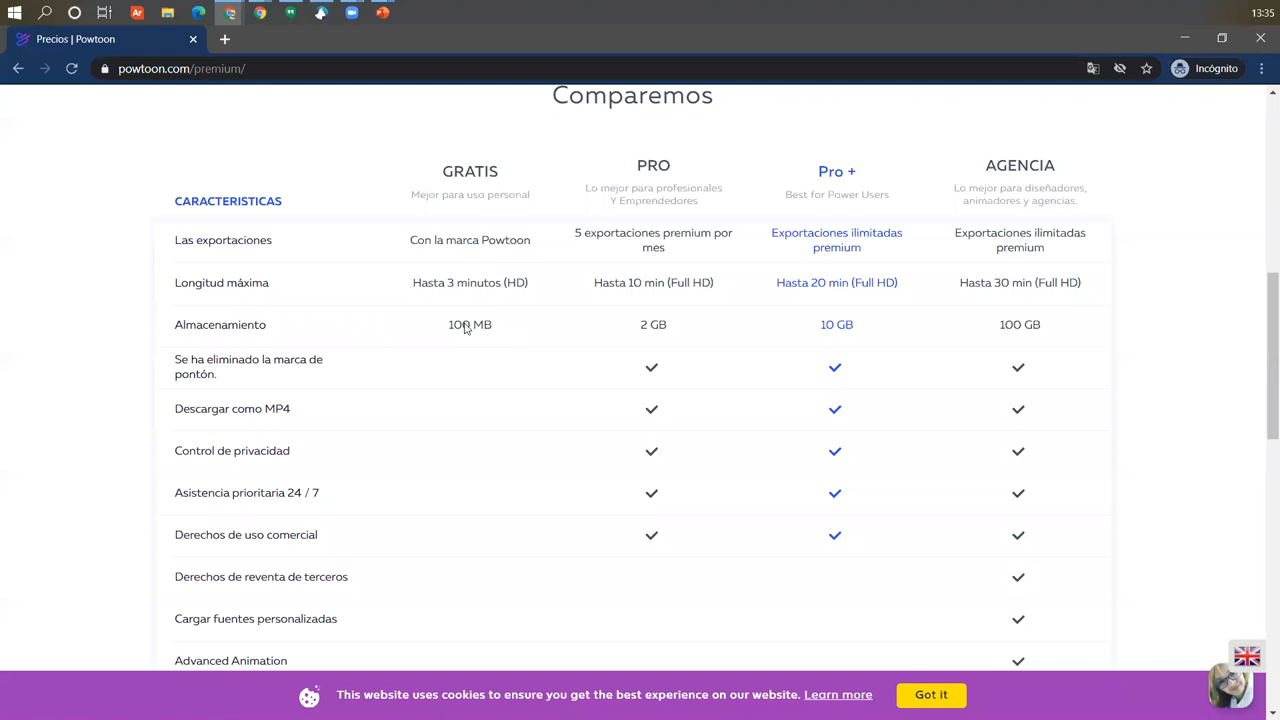 Ar
13:35
Precios | Powtoon
powtoon.com/premium/
Incógnito
Comparemos
CARACTERISTICAS
GRATIS
Mejor para uso personal
PRO
Lo mejor para profesionales
Y Emprendedores
Pro +
Best for Power Users
AGENCIA
Lo mejor para diseñadores,
animadores y agencias.
Las exportaciones
Con la marca Powtoon
5 exportaciones premium por
mes
Exportaciones ilimitadas
premium
Exportaciones ilimitadas
premium
Longitud máxima
Hasta 3 minutos (HD)
Hasta 10 min (Full HD)
Hasta 20 min (Full HD)
Hasta 30 min (Full HD)
Almacenamiento
100 MB
2 GB
10 GB
100 GB
Se ha eliminado la marca de
pontón.
Descargar como MP4
Control de privacidad
Asistencia prioritaria 24 / 7
Derechos de uso comercial
Derechos de reventa de terceros
Cargar fuentes personalizadas
Advanced Animation
This website uses cookies to ensure you get the best experience on our website. Learn more
Got it